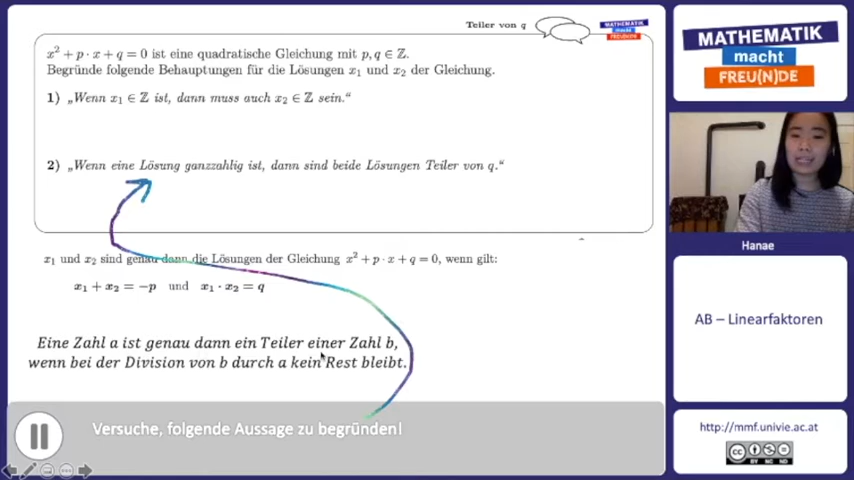 Teiler von q
MATHEMATIK
macht
FREU(N)DE
x² + p · x + q = 0 ist eine quadratische Gleichung mit p, q ∈ ℤ.
Begründe folgende Behauptungen für die Lösungen x₁ und x₂ der Gleichung.
1) „Wenn x₁ ∈ ℤ ist, dann muss auch x₂ ∈ ℤ sein.“
2) „Wenn eine Lösung ganzzahlig ist, dann sind beide Lösungen Teiler von q.“
x₁ und x₂ sind genau dann die Lösungen der Gleichung x² + p · x + q = 0, wenn gilt:
x₁ + x₂ = −p und x₁ · x₂ = q
Eine Zahl a ist genau dann ein Teiler einer Zahl b,
wenn bei der Division von b durch a kein Rest bleibt.
Versuche, folgende Aussage zu begründen!
MATHEMATIK
macht
FREU(N)DE
Hanae
AB – Linearfaktoren
http://mmf.univie.ac.at
cc
BY NC ND